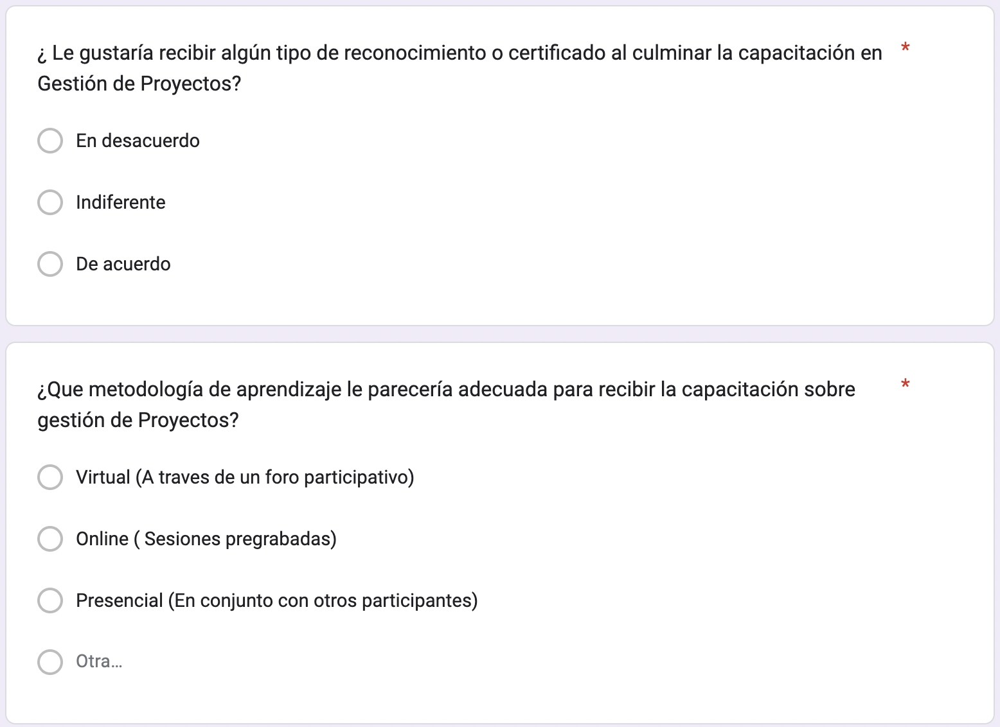 ¿ Le gustaría recibir algún tipo de reconocimiento o certificado al culminar la capacitación en *
Gestión de Proyectos?
En desacuerdo
Indiferente
De acuerdo
¿Que metodología de aprendizaje le parecería adecuada para recibir la capacitación sobre *
gestión de Proyectos?
Virtual (A traves de un foro participativo)
Online ( Sesiones pregrabadas)
Presencial (En conjunto con otros participantes)
Otra...